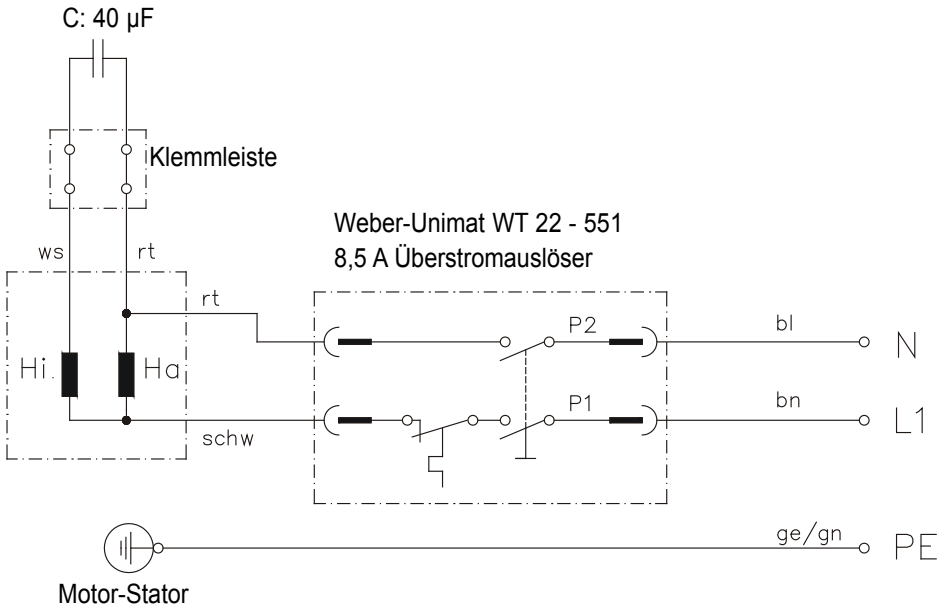 C: 40 µF
Klemmleiste
Weber-Unimat WT 22 - 551
8,5 A Überstromauslöser
ws
rt
rt
P2
bl
N
Hi.
Ha
P1
bn
L1
schw
ge/gn
PE
Motor-Stator